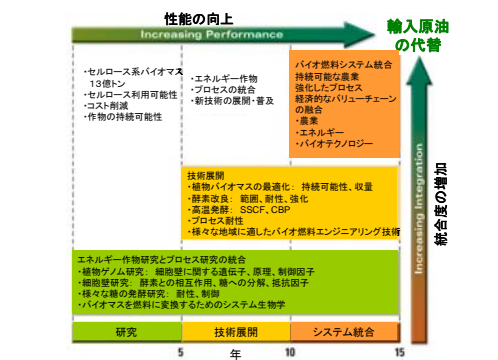 性能の向上
Increasing Performance
輸入原油
の代替
・セルロース系バイオマス
13億トン
・セルロース利用可能性
・コスト削減
・作物の持続可能性
・エネルギー作物
・プロセスの統合
・新技術の展開・普及
バイオ燃料システム統合
持続可能な農業
強化したプロセス
経済的なバリューチェーン
の融合
・農業
・エネルギー
・バイオテクノロジー
技術展開
・植物バイオマスの最適化： 持続可能性、収量
・酵素改良： 範囲、耐性、強化
・高温発酵： SSCF、CBP
・プロセス耐性
・様々な地域に適したバイオ燃料エンジニアリング技術
エネルギー作物研究とプロセス研究の統合
・植物ゲノム研究： 細胞壁に関する遺伝子、原理、制御因子
・細胞壁研究： 酵素との相互作用、糖への分解、抵抗因子
・様々な糖の発酵研究： 耐性、制御
・バイオマスを燃料に変換するためのシステム生物学
Increasing Integration
統合度の増加
研究
技術展開
システム統合
5
年
10
15